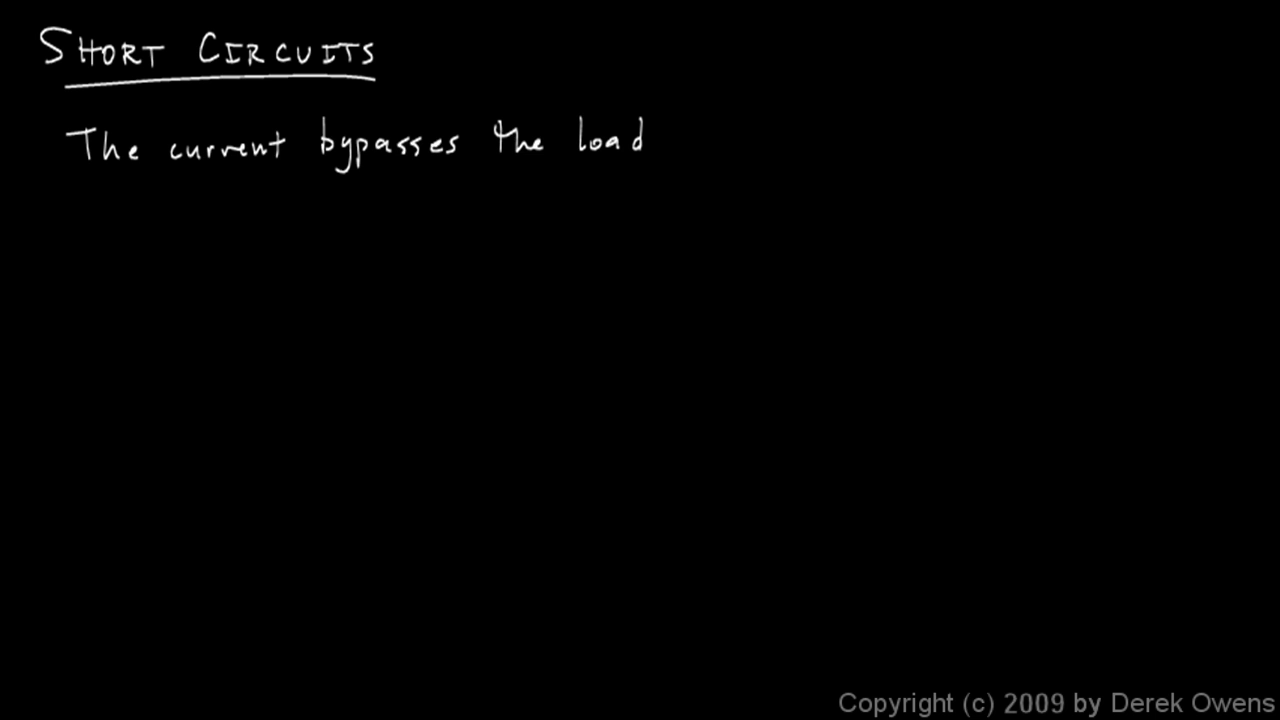 SHORT CIRCUITS
The current bypasses the load
Copyright (c) 2009 by Derek Owens